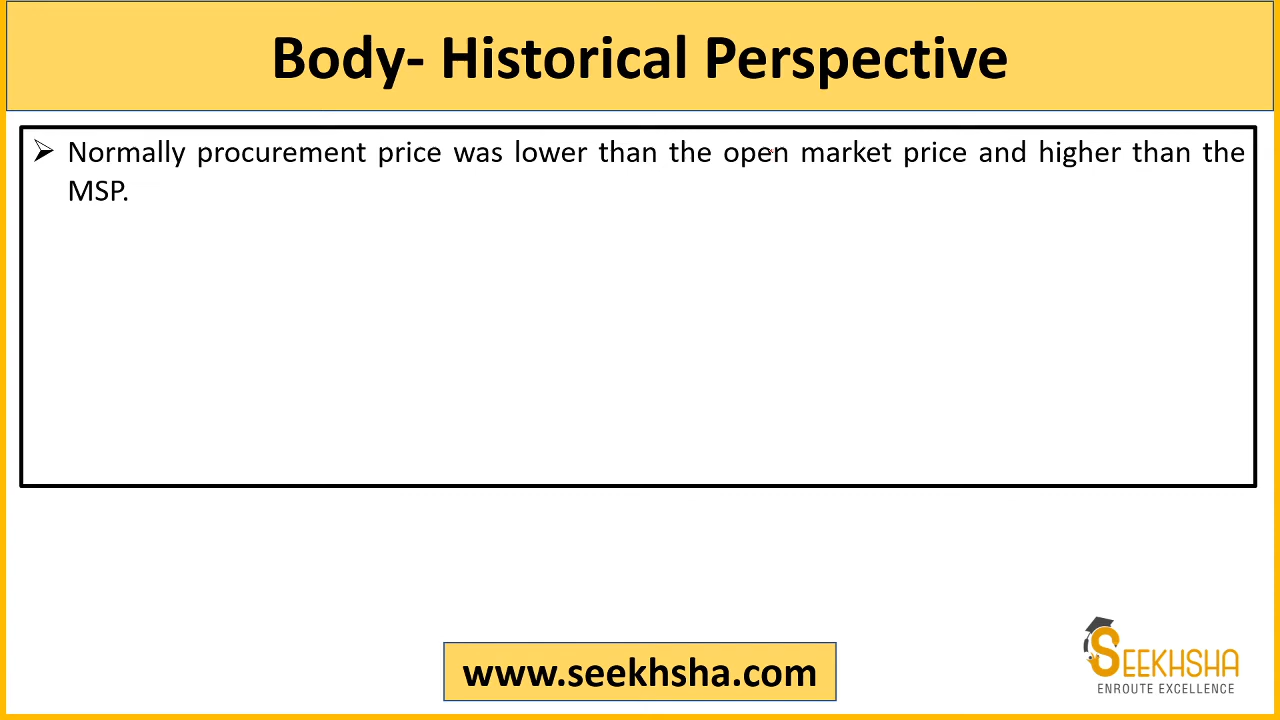 Body- Historical Perspective
➢ Normally procurement price was lower than the open market price and higher than the
MSP.
www.seekhsha.com
SEEKHSHA
ENROUTE EXCELLENCE